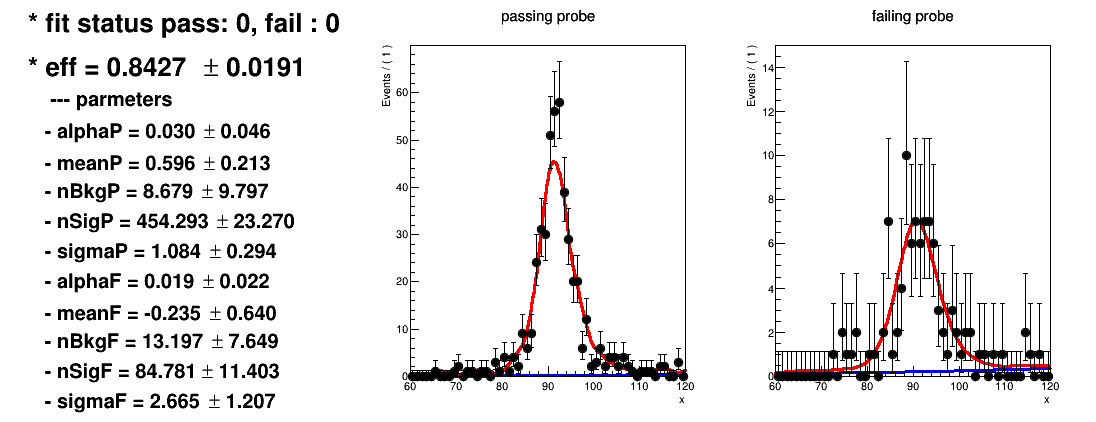 * fit status pass: 0, fail : 0
* eff = 0.8427 ± 0.0191
--- parmeters
- alphaP = 0.030 ± 0.046
- meanP = 0.596 ± 0.213
- nBkgP = 8.679 ± 9.797
- nSigP = 454.293 ± 23.270
- sigmaP = 1.084 ± 0.294
- alphaF = 0.019 ± 0.022
- meanF = -0.235 ± 0.640
- nBkgF = 13.197 ± 7.649
- nSigF = 84.781 ± 11.403
- sigmaF = 2.665 ± 1.207
passing probe
Events / ( 1 )
60
50
40
30
20
10
0
60 70 80 90 100 110 120
x
failing probe
Events / ( 1 )
14
12
10
8
6
4
2
0
60 70 80 90 100 110 120
x